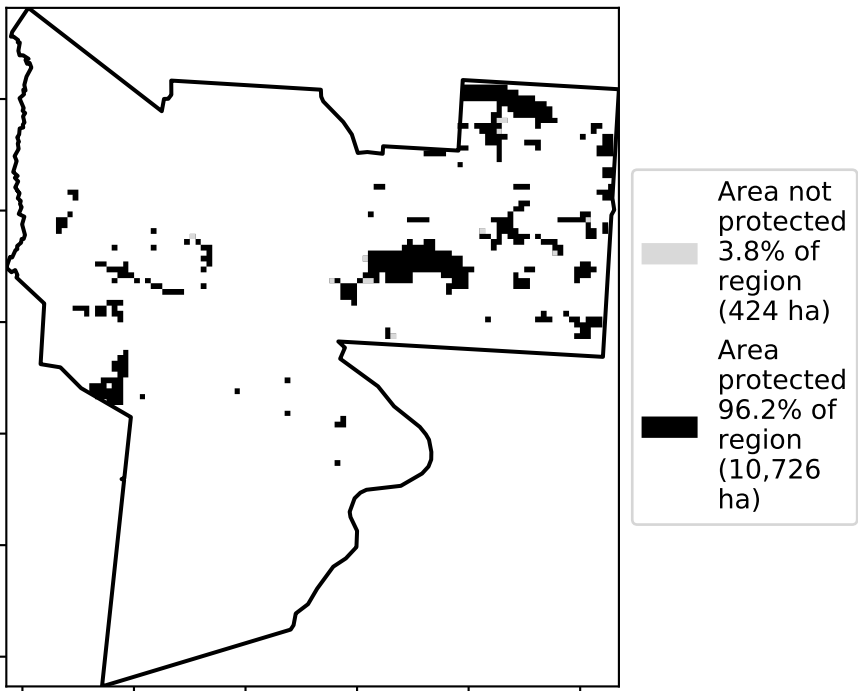 Area not
protected
3.8% of
region
(424 ha)
Area
protected
96.2% of
region
(10,726
ha)